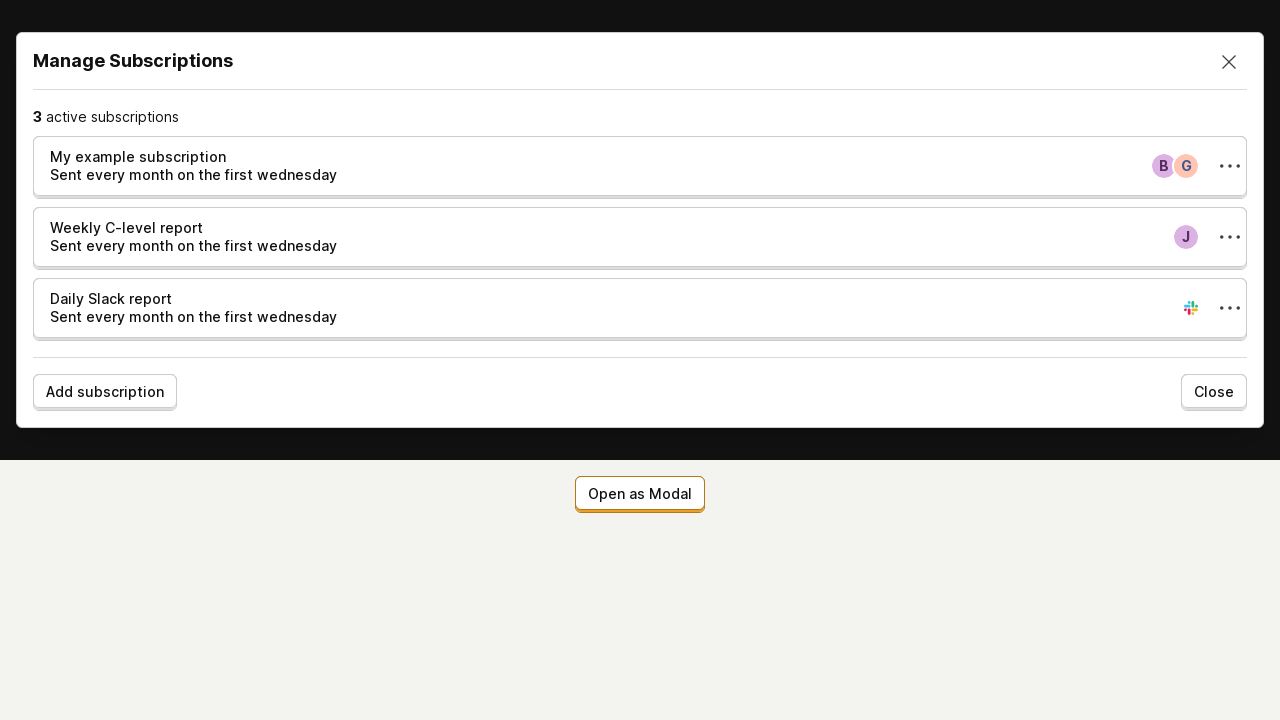 Manage Subscriptions
3 active subscriptions
My example subscription
Sent every month on the first wednesday
B G
Weekly C-level report
Sent every month on the first wednesday
J
Daily Slack report
Sent every month on the first wednesday
Add subscription
Close
Open as Modal